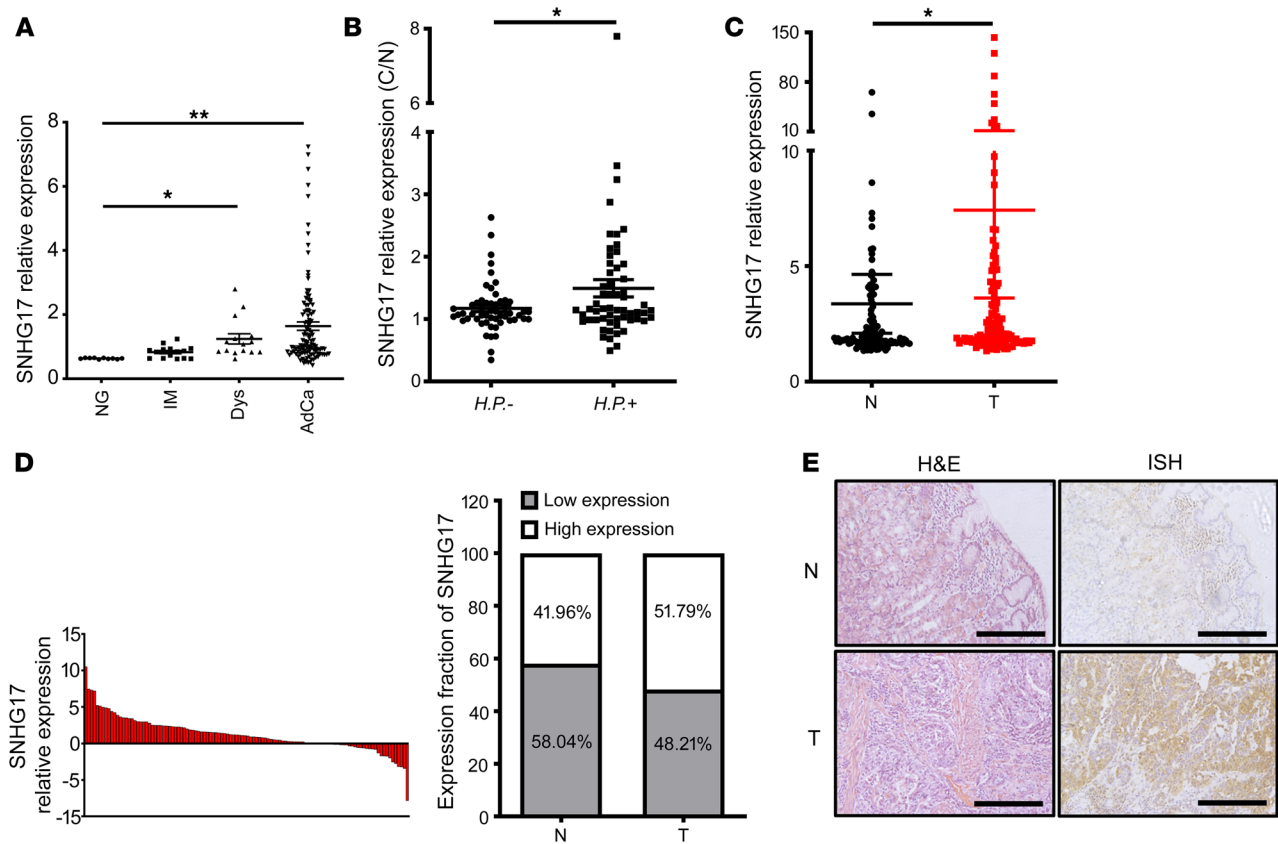 A
SNHG17 relative expression
8
6
4
2
0
**
*
NG
IM
Dys
AdCa
B
SNHG17 relative expression (C/N)
8
6
4
3
2
1
0
*
H.P.-
H.P.+
C
SNHG17 relative expression
150
80
10
10
5
0
*
N
T
D
SNHG17
relative expression
15
10
5
0
-5
-15
Expression fraction of SNHG17
120
100
80
60
40
20
0
Low expression
High expression
41.96%
51.79%
58.04%
48.21%
N
T
E
H&E
ISH
N
T